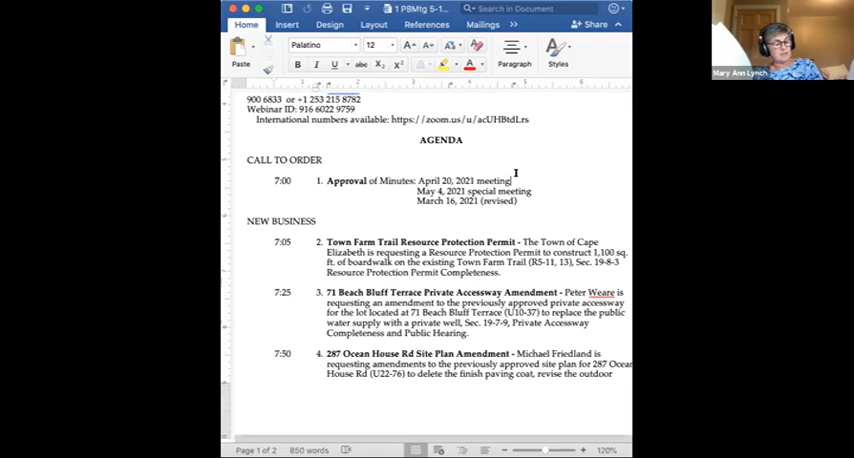 1 PBMtg 5-1...
Search in Document
Home Insert Design Layout References Mailings Share
Palatino 12
Paste
Paragraph Styles
B I U abc X2 X2
900 6833 or +1 253 215 8782
Webinar ID: 916 6022 9759
International numbers available: https://zoom.us/u/acUHBtdLrs
AGENDA
CALL TO ORDER
7:00 1. Approval of Minutes: April 20, 2021 meeting
May 4, 2021 special meeting
March 16, 2021 (revised)
NEW BUSINESS
7:05 2. Town Farm Trail Resource Protection Permit - The Town of Cape
Elizabeth is requesting a Resource Protection Permit to construct 1,100 sq.
ft. of boardwalk on the existing Town Farm Trail (R5-11, 13), Sec. 19-8-3
Resource Protection Permit Completeness.
7:25 3. 71 Beach Bluff Terrace Private Accessway Amendment - Peter Weare is
requesting an amendment to the previously approved private accessway
for the lot located at 71 Beach Bluff Terrace (U10-37) to replace the public
water supply with a private well, Sec. 19-7-9, Private Accessway
Completeness and Public Hearing.
7:50 4. 287 Ocean House Rd Site Plan Amendment - Michael Friedland is
requesting amendments to the previously approved site plan for 287 Ocean
House Rd (U22-76) to delete the finish paving coat, revise the outdoor
Page 1 of 2 850 words 120%
Mary Ann Lynch